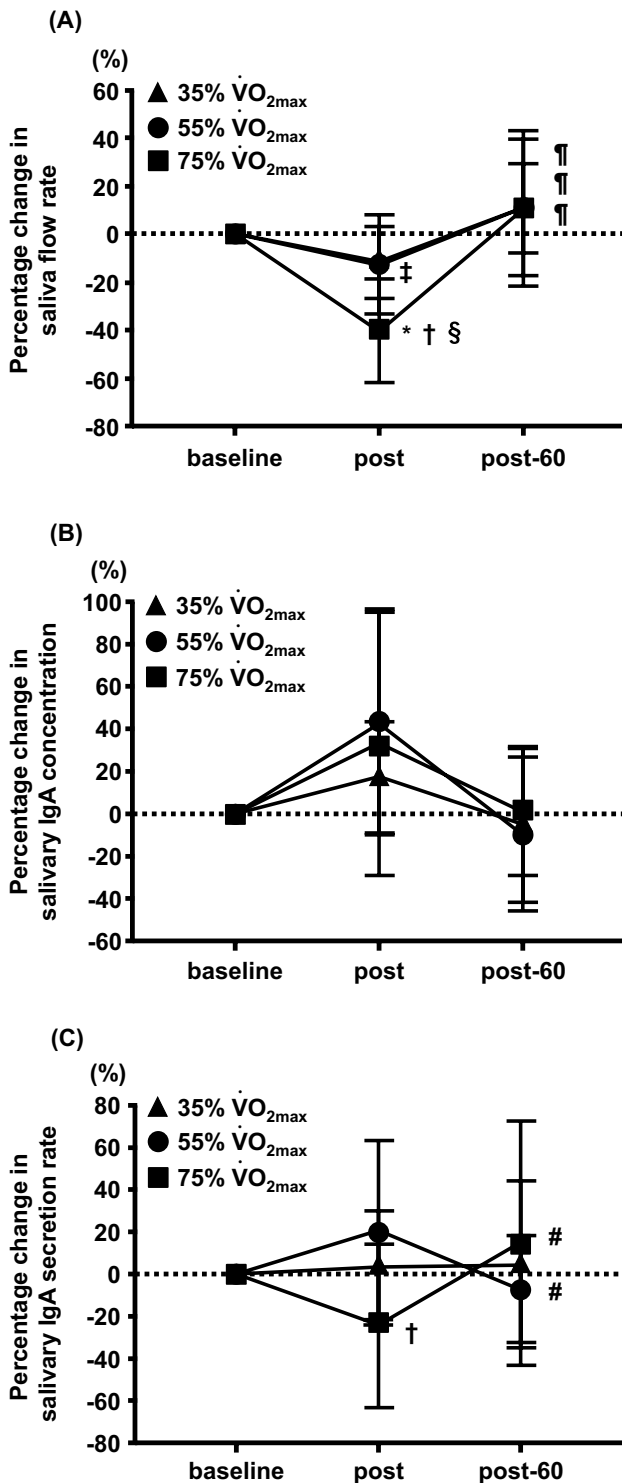 (A)
(%)
60
40
20
0
-20
-40
-60
-80
Percentage change in
saliva flow rate
▲ 35% V̇O2max
● 55% V̇O2max
■ 75% V̇O2max
¶
¶
¶
‡
* † §
baseline post post-60
(B)
(%)
100
80
60
40
20
0
-20
-40
-60
Percentage change in
salivary IgA concentration
▲ 35% V̇O2max
● 55% V̇O2max
■ 75% V̇O2max
baseline post post-60
(C)
(%)
80
60
40
20
0
-20
-40
-60
-80
Percentage change in
salivary IgA secretion rate
▲ 35% V̇O2max
● 55% V̇O2max
■ 75% V̇O2max
#
#
†
baseline post post-60